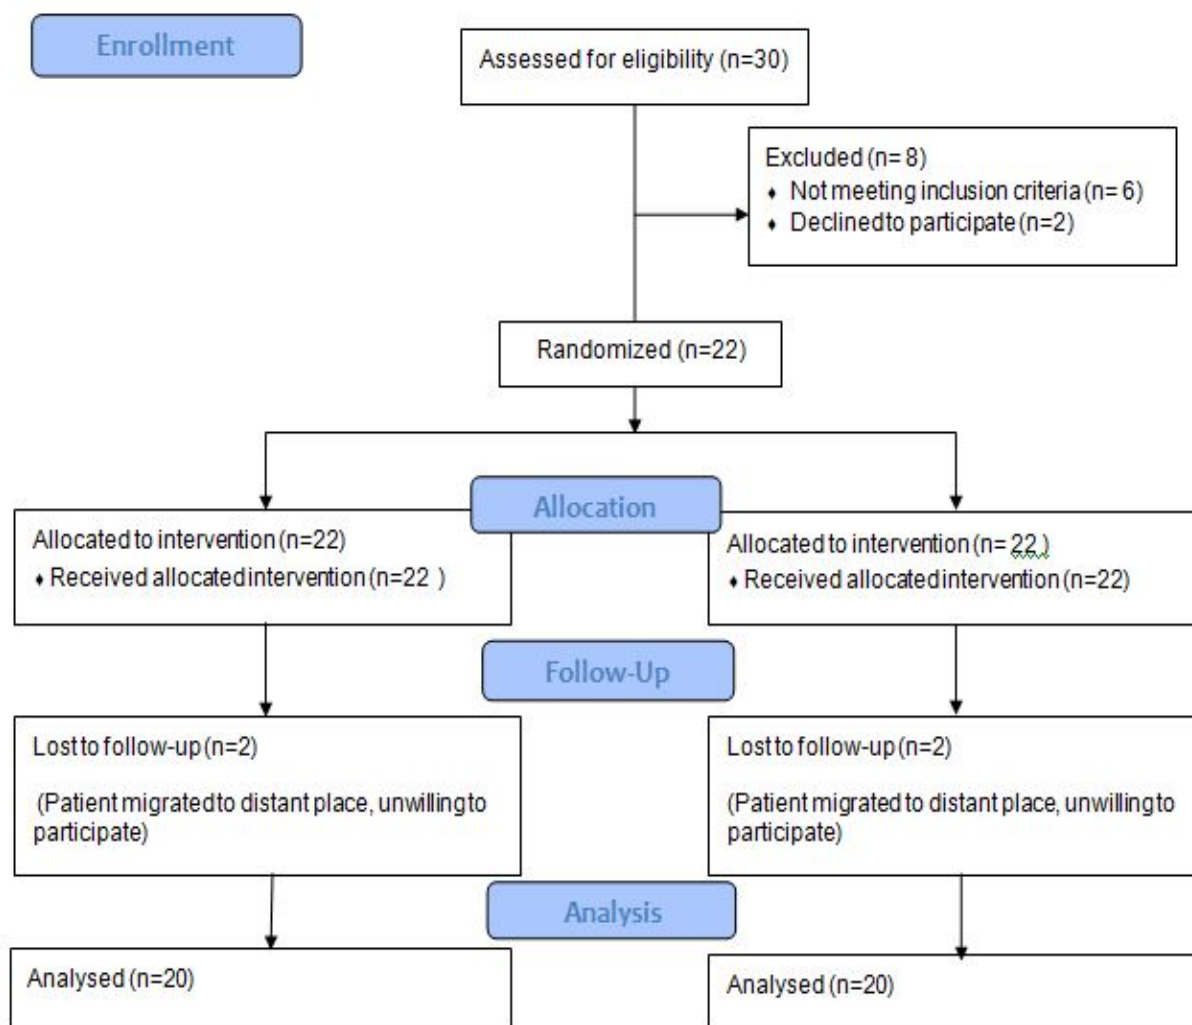 Enrollment
Assessed for eligibility (n=30)
Excluded (n= 8)
♦ Not meeting inclusion criteria (n= 6)
♦ Declined to participate (n=2)
Randomized (n=22)
Allocation
Allocated to intervention (n=22)
♦ Received allocated intervention (n=22 )
Allocated to intervention (n= 22 )
♦ Received allocated intervention (n=22)
Follow-Up
Lost to follow-up (n=2)
(Patient migrated to distant place, unwilling to
participate)
Lost to follow-up (n=2)
(Patient migrated to distant place, unwilling to
participate)
Analysis
Analysed (n=20)
Analysed (n=20)